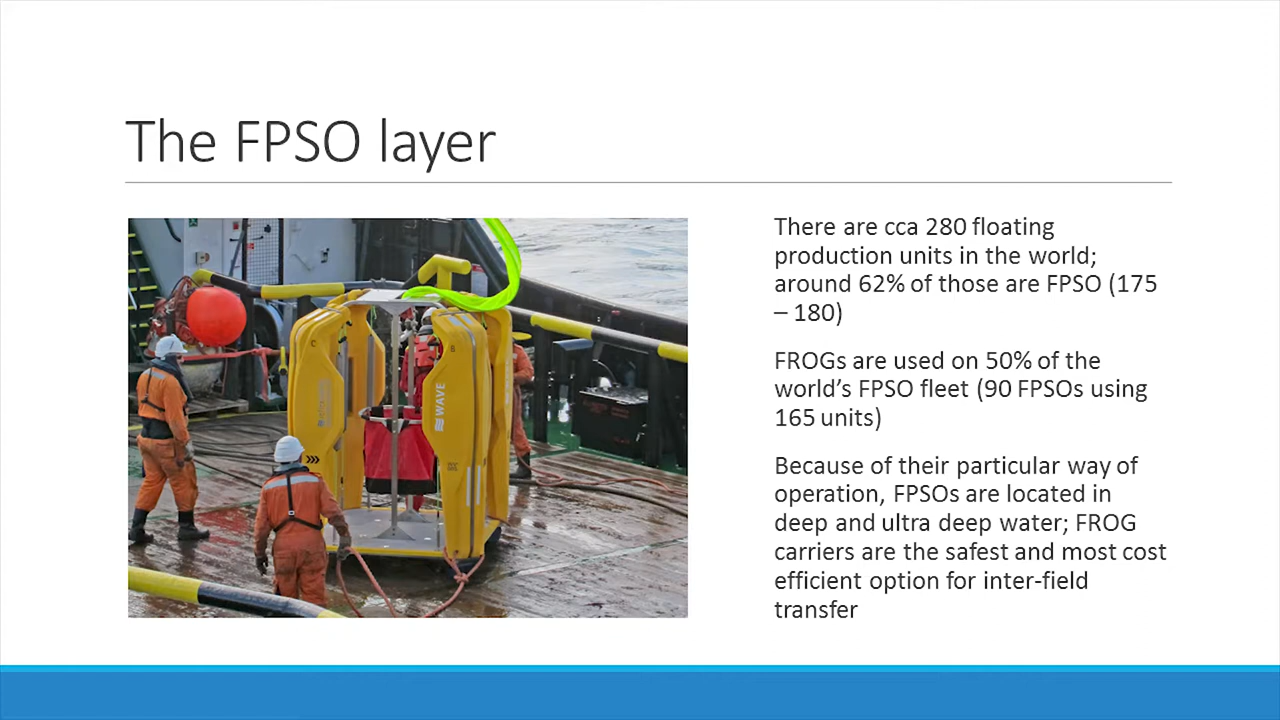 The FPSO layer
There are cca 280 floating
production units in the world;
around 62% of those are FPSO (175
– 180)
FROGs are used on 50% of the
world's FPSO fleet (90 FPSOs using
165 units)
Because of their particular way of
operation, FPSOs are located in
deep and ultra deep water; FROG
carriers are the safest and most cost
efficient option for inter-field
transfer
C
B
WAVE